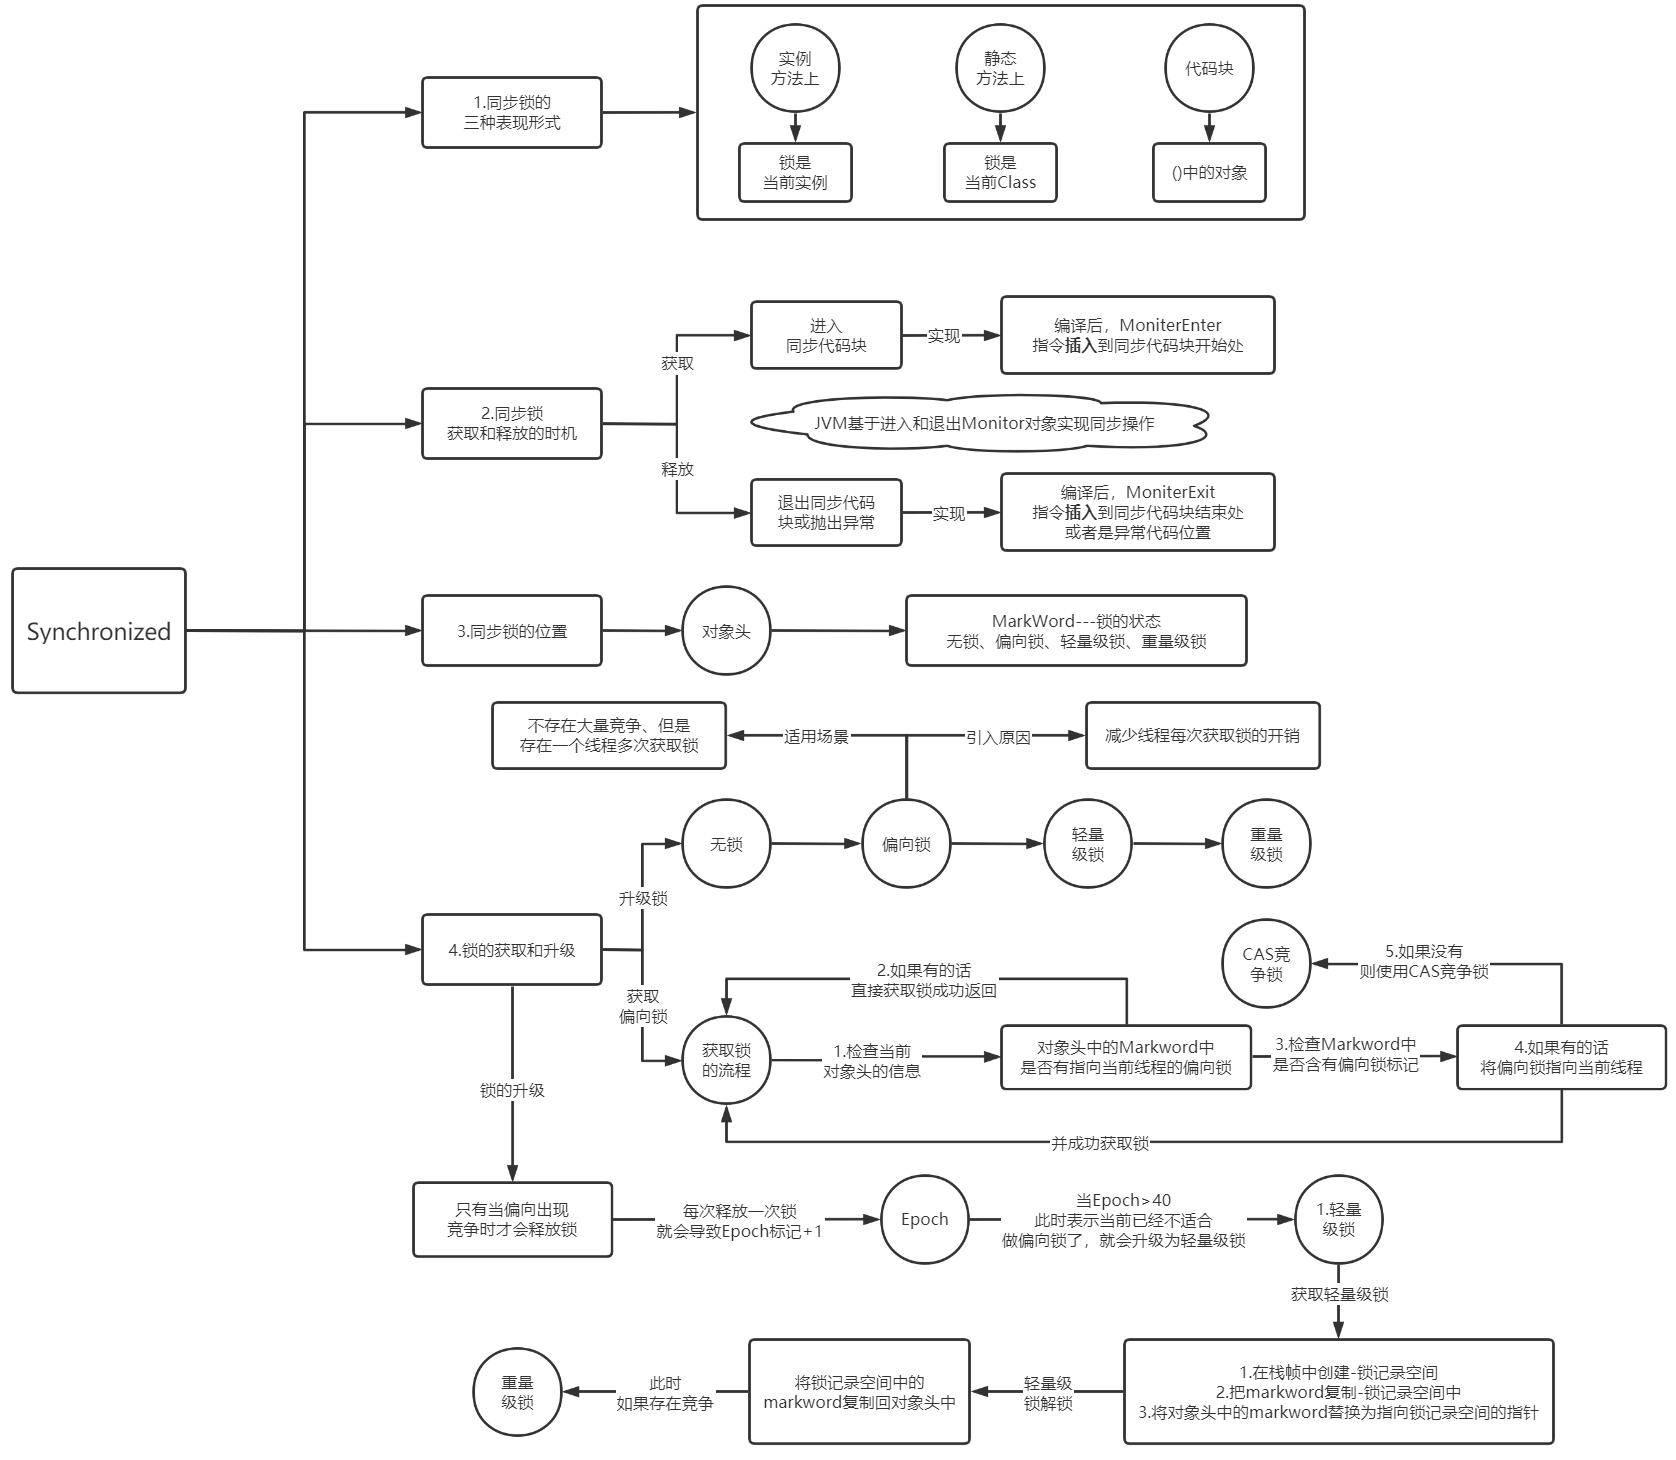 Synchronized
1.同步锁的
三种表现形式
实例
方法上
静态
方法上
代码块
锁是
当前实例
锁是
当前Class
()中的对象
2.同步锁
获取和释放的时机
获取
进入
同步代码块
实现
编译后，MoniterEnter
指令插入到同步代码块开始处
JVM基于进入和退出Monitor对象实现同步操作
释放
退出同步代码
块或抛出异常
实现
编译后，MoniterExit
指令插入到同步代码块结束处
或者是异常代码位置
3.同步锁的位置
对象头
MarkWord---锁的状态
无锁、偏向锁、轻量级锁、重量级锁
不存在大量竞争、但是
存在一个线程多次获取锁
适用场景
引入原因
减少线程每次获取锁的开销
4.锁的获取和升级
升级锁
无锁
偏向锁
轻量
级锁
重量
级锁
获取
偏向锁
获取锁
的流程
1.检查当前
对象头的信息
2.如果有的话
直接获取锁成功返回
对象头中的Markword中
是否有指向当前线程的偏向锁
3.检查Markword中
是否含有偏向锁标记
4.如果有的话
将偏向锁指向当前线程
5.如果没有
则使用CAS竞争锁
CAS竞
争锁
并成功获取锁
锁的升级
只有当偏向出现
竞争时才会释放锁
每次释放一次锁
就会导致Epoch标记+1
Epoch
当Epoch>40
此时表示当前已经不适合
做偏向锁了，就会升级为轻量级锁
1.轻量
级锁
获取轻量级锁
1.在栈帧中创建-锁记录空间
2.把markword复制-锁记录空间中
3.将对象头中的markword替换为指向锁记录空间的指针
轻量级
锁解锁
将锁记录空间中的
markword复制回对象头中
此时
如果存在竞争
重量
级锁